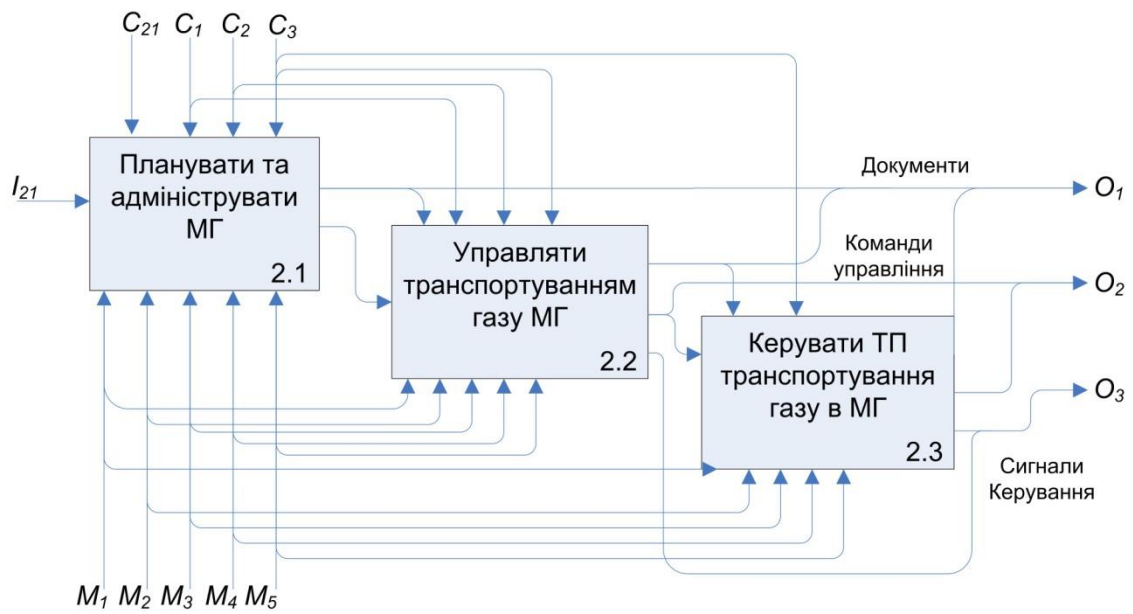 C21 C1 C2 C3
Планувати та
адмініструвати
МГ
2.1
I21
Документи
O1
Управляти
транспортуванням
газу МГ
2.2
Команди
управління
O2
Керувати ТП
транспортування
газу в МГ
2.3
O3
Сигнали
Керування
M1 M2 M3 M4 M5